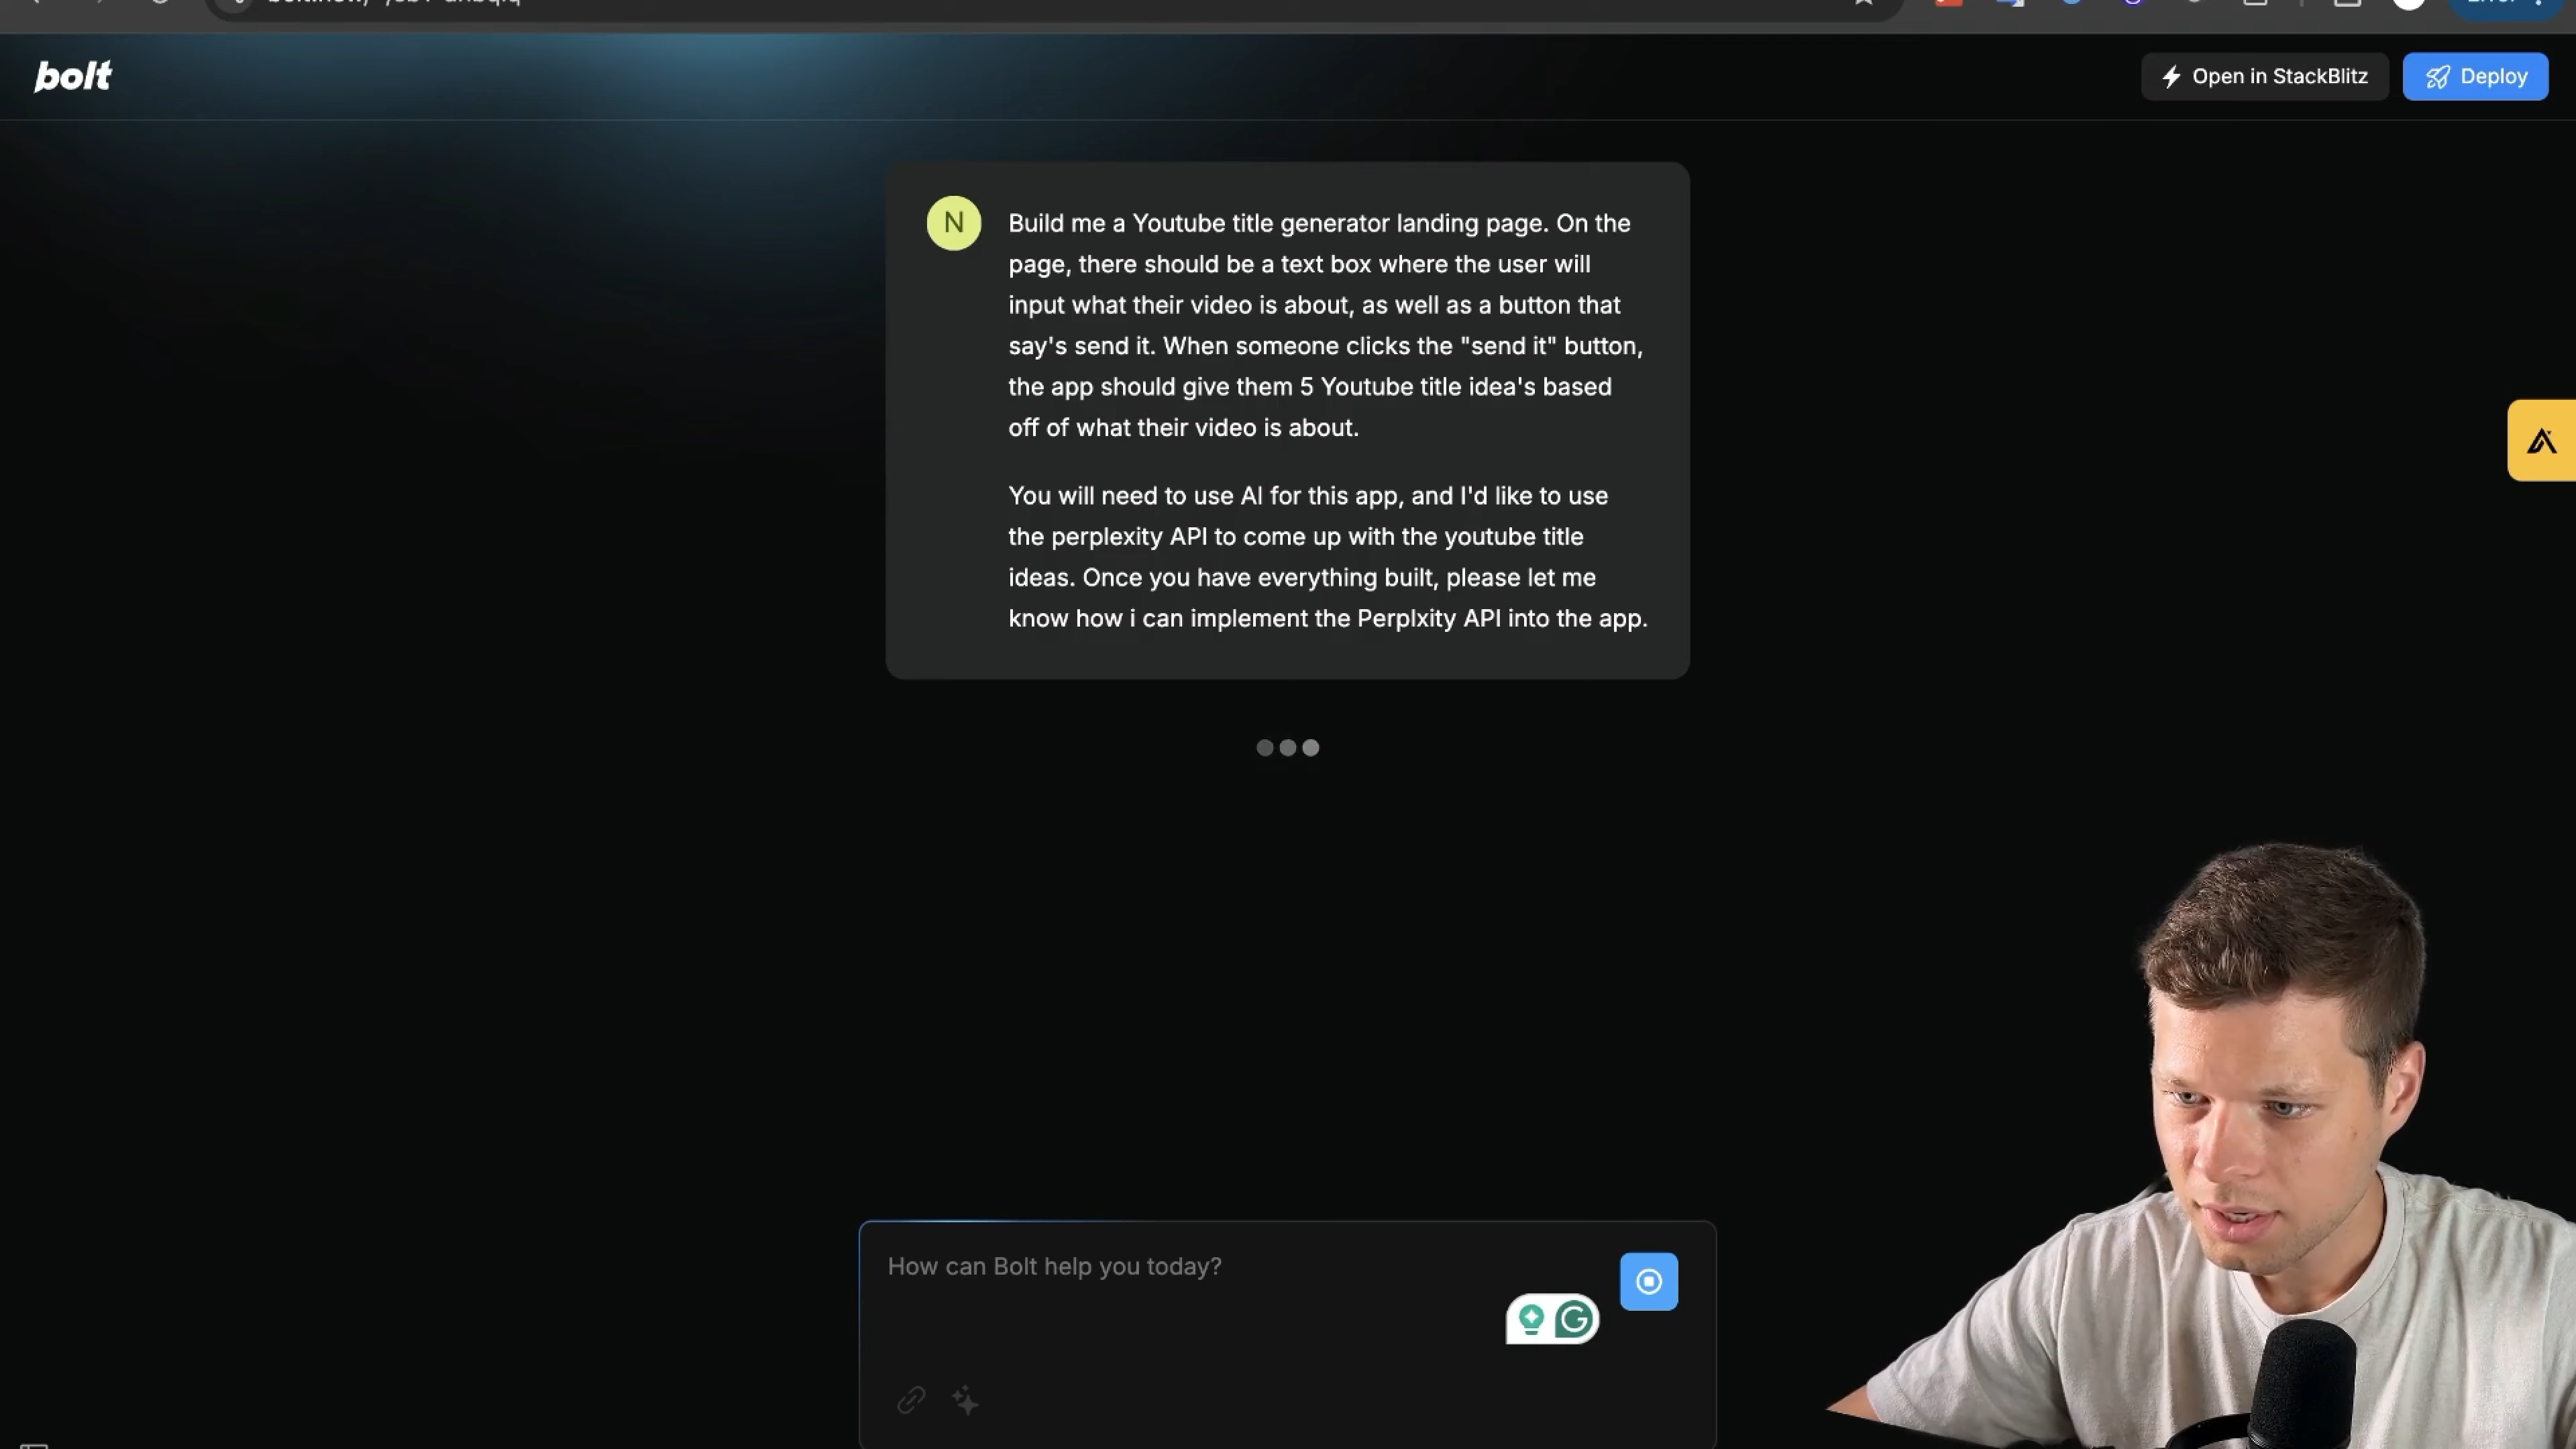 bolt
Open in StackBlitz
Deploy
N
Build me a Youtube title generator landing page. On the
page, there should be a text box where the user will
input what their video is about, as well as a button that
say's send it. When someone clicks the "send it" button,
the app should give them 5 Youtube title idea's based
off of what their video is about.
You will need to use AI for this app, and I'd like to use
the perplexity API to come up with the youtube title
ideas. Once you have everything built, please let me
know how i can implement the Perplxity API into the app.
How can Bolt help you today?